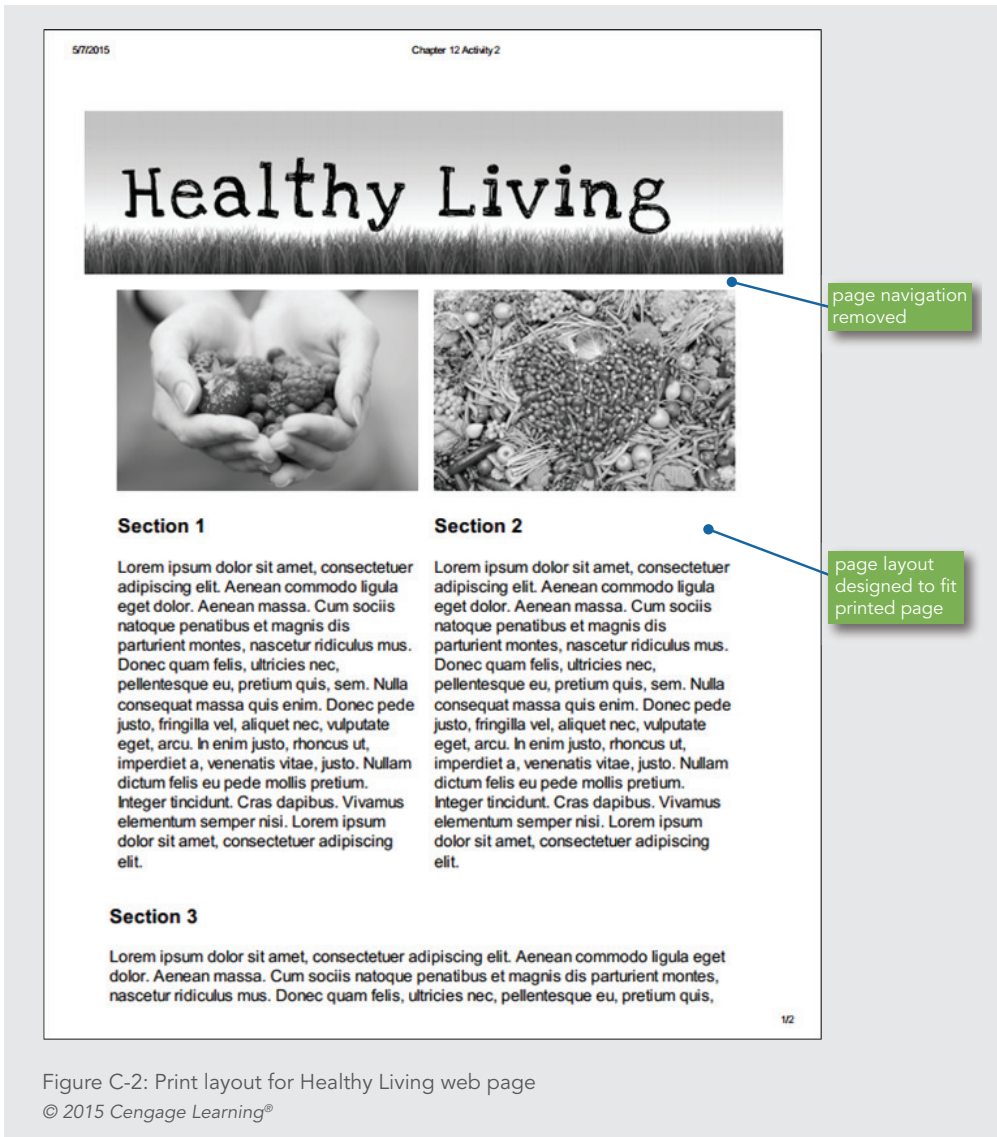 5/7/2015 Chapter 12 Activity 2
Healthy Living
page navigation
removed
Section 1
Lorem ipsum dolor sit amet, consectetuer
adipiscing elit. Aenean commodo ligula
eget dolor. Aenean massa. Cum sociis
natoque penatibus et magnis dis
parturient montes, nascetur ridiculus mus.
Donec quam felis, ultricies nec,
pellentesque eu, pretium quis, sem. Nulla
consequat massa quis enim. Donec pede
justo, fringilla vel, aliquet nec, vulputate
eget, arcu. In enim justo, rhoncus ut,
imperdiet a, venenatis vitae, justo. Nullam
dictum felis eu pede mollis pretium.
Integer tincidunt. Cras dapibus. Vivamus
elementum semper nisi. Lorem ipsum
dolor sit amet, consectetuer adipiscing
elit.
Section 2
Lorem ipsum dolor sit amet, consectetuer
adipiscing elit. Aenean commodo ligula
eget dolor. Aenean massa. Cum sociis
natoque penatibus et magnis dis
parturient montes, nascetur ridiculus mus.
Donec quam felis, ultricies nec,
pellentesque eu, pretium quis, sem. Nulla
consequat massa quis enim. Donec pede
justo, fringilla vel, aliquet nec, vulputate
eget, arcu. In enim justo, rhoncus ut,
imperdiet a, venenatis vitae, justo. Nullam
dictum felis eu pede mollis pretium.
Integer tincidunt. Cras dapibus. Vivamus
elementum semper nisi. Lorem ipsum
dolor sit amet, consectetuer adipiscing
elit.
page layout
designed to fit
printed page
Section 3
Lorem ipsum dolor sit amet, consectetuer adipiscing elit. Aenean commodo ligula eget
dolor. Aenean massa. Cum sociis natoque penatibus et magnis dis parturient montes,
nascetur ridiculus mus. Donec quam felis, ultricies nec, pellentesque eu, pretium quis,
1/2
Figure C-2: Print layout for Healthy Living web page
© 2015 Cengage Learning®